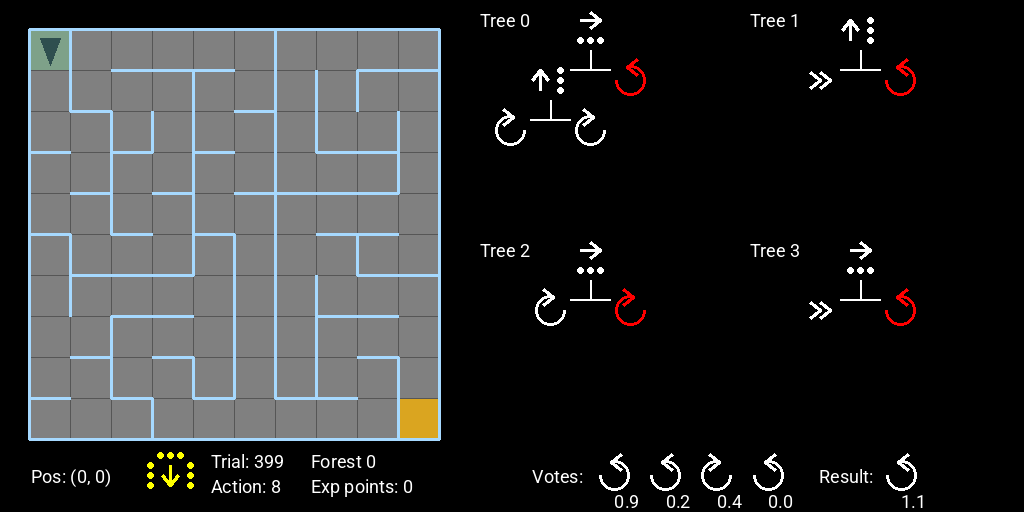 Tree 0
Tree 1
Tree 2
Tree 3
Pos: (0, 0)
Trial: 399
Forest 0
Action: 8
Exp points: 0
Votes:
0.9
0.2
0.4
0.0
Result:
1.1